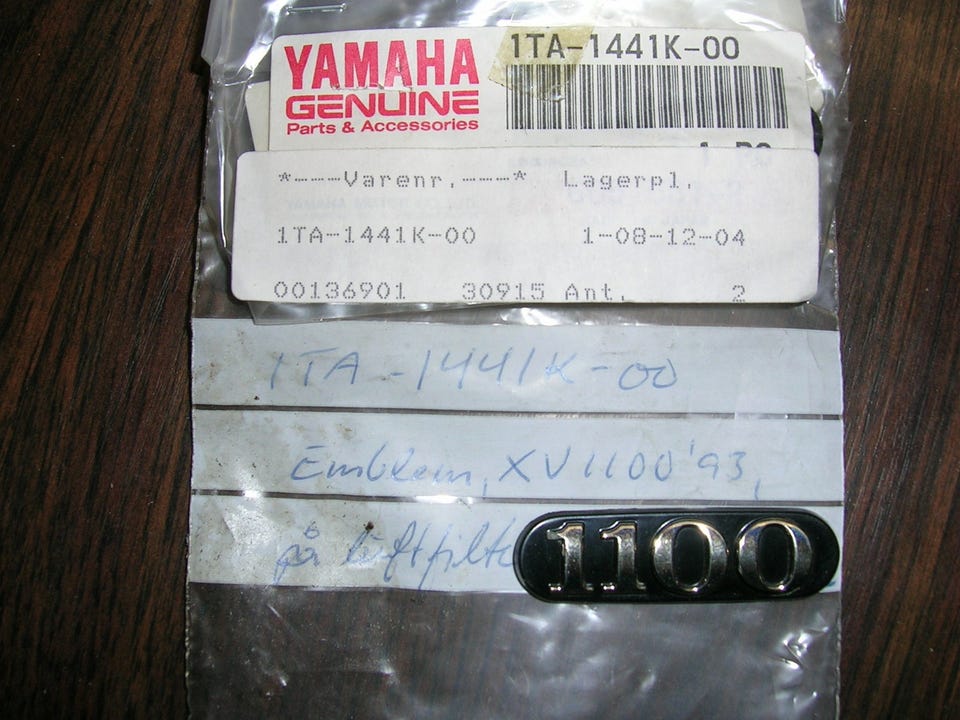 YAMAHA
GENUINE
Parts & Accessories
1TA-1441K-00
*---Varenr.---* Lagerpl.
1TA-1441K-00 1-08-12-04
00136901 30915 Ant. 2
1TA-1441K-00
Emblem, XV1100'93,
på luftfilte
1100